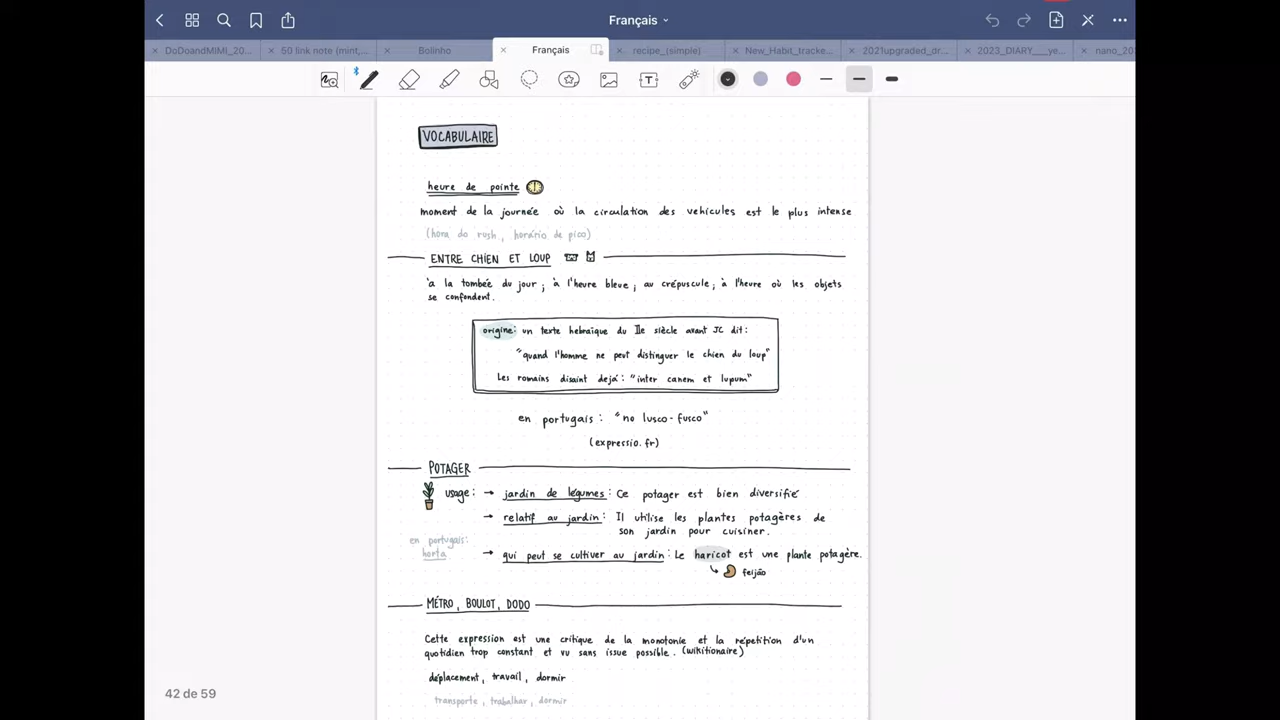 Français
DoDoandMIMI_20...
50 link note (mint,...
Bolinho
Français
recipe_(simple)
New_Habit_tracke...
2021upgraded_dr...
2023_DIARY___ye...
nano_20
VOCABULAIRE
heure de pointe
moment de la journée où la circulation des vehicules est le plus intense
(hora do rush, horário de pico)
ENTRE CHIEN ET LOUP
à la tombée du jour; à l'heure bleue; au crépuscule; à l'heure où les objets
se confondent.
origine: un texte hebraïque du IIe siècle avant JC dit:
"quand l'homme ne peut distinguer le chien du loup"
Les romains disaint dejá: "inter canem et lupum"
en portugais: "no lusco-fusco"
(expressio.fr)
POTAGER
usage: → jardin de légumes: Ce potager est bien diversifié
→ relatif au jardin: Il utilise les plantes potagères de
son jardin pour cuisiner.
en portugais:
horta
→ qui peut se cultiver au jardin: Le haricot est une plante potagère.
feijão
MÉTRO, BOULOT, DODO
Cette expression est une critique de la monotonie et la répetition d'un
quotidien trop constant et vu sans issue possible. (wikitionaire)
déplacement, travail, dormir
transporte, trabalhar, dormir
42 de 59